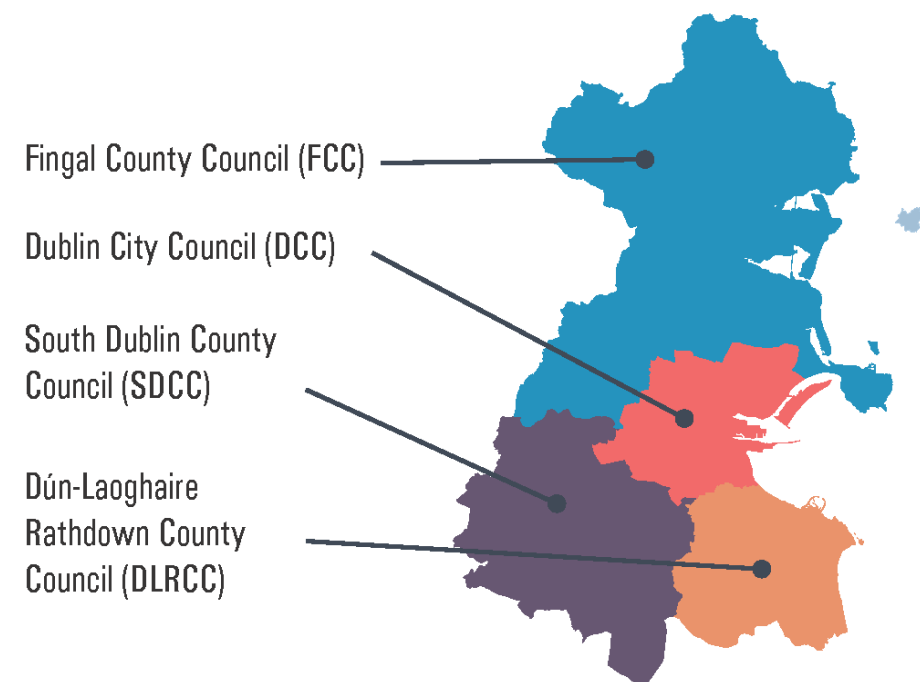 Fingal County Council (FCC)
Dublin City Council (DCC)
South Dublin County
Council (SDCC)
Dún-Laoghaire
Rathdown County
Council (DLRCC)